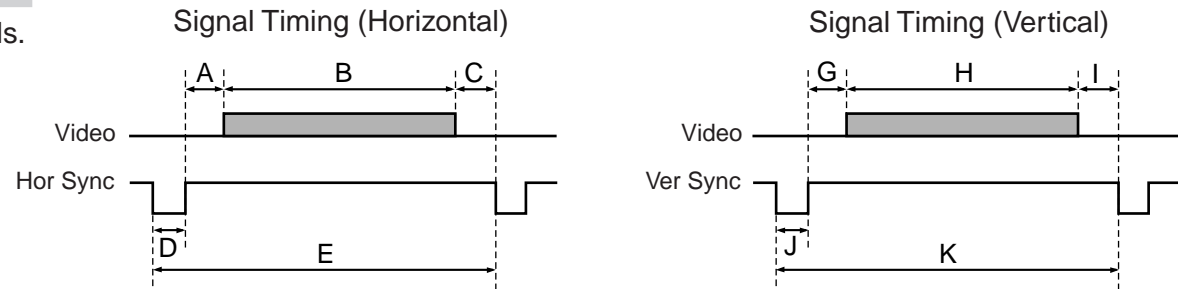 ls.
Signal Timing (Horizontal)
A B C
Video
Hor Sync
D
E
Signal Timing (Vertical)
G H I
Video
Ver Sync
J
K